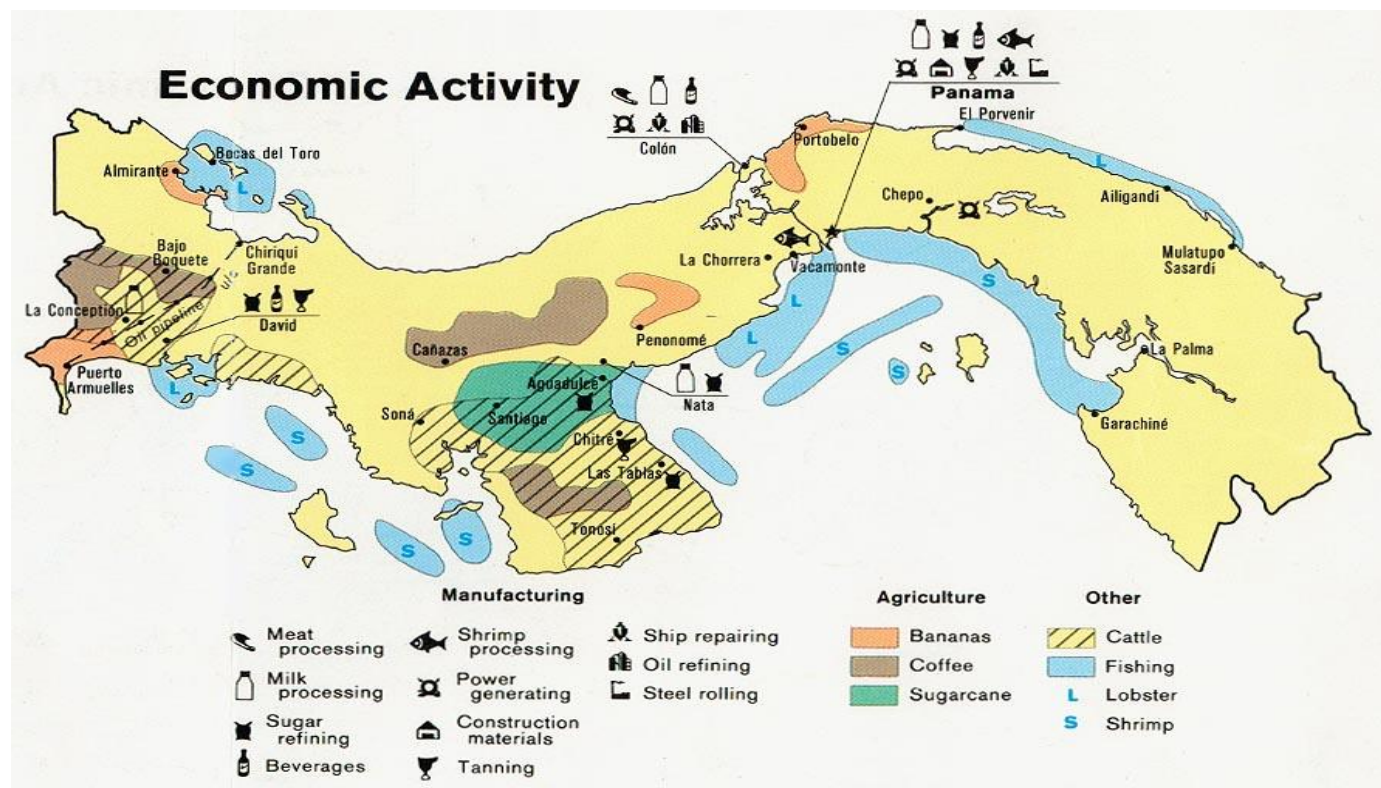 Economic Activity
Panama
El Porvenir
Colón
Portobelo
Bocas del Toro
Almirante
L
L
Chepo
Ailigandí
Bajo
Boquete
Chiriquí
Grande
La Chorrera
Vacamonte
Mulatupo
Sasardi
La Conception
Oil pipeline
David
S
L
L
Penonomé
S
Cañazas
La Palma
Puerto
Armuelles
L
Aguadulce
S
Nata
Soná
Santiago
Garachiné
S
Chitré
S
Las Tablas
Tonosí
S
S
Manufacturing
Meat
processing
Milk
processing
Sugar
refining
Beverages
Shrimp
processing
Power
generating
Construction
materials
Tanning
Ship repairing
Oil refining
Steel rolling
Agriculture
Bananas
Coffee
Sugarcane
Other
Cattle
Fishing
L Lobster
S Shrimp